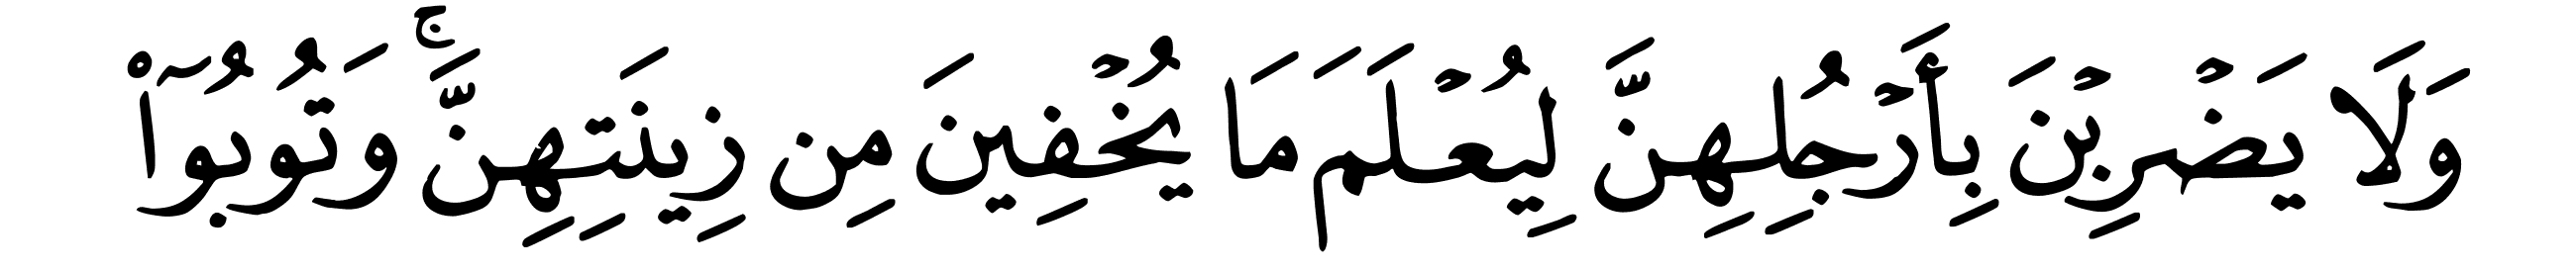 وَلَا يَضْرِبْنَ بِأَرْجُلِهِنَّ لِيُعْلَمَ مَا يُخْفِينَ مِن زِينَتِهِنَّ ۚ وَتُوبُوٓا۟